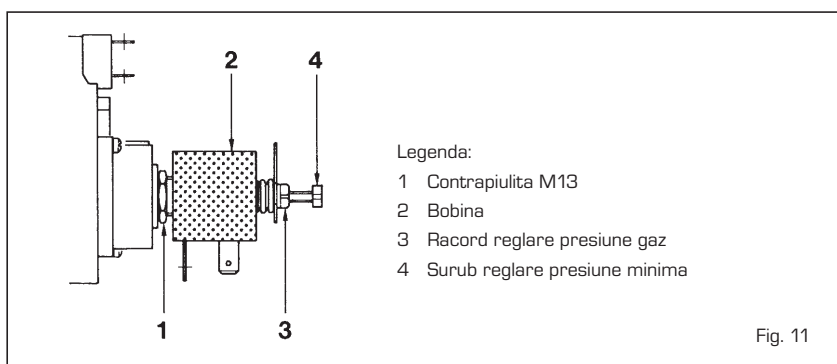 2
4
1
3
Legenda:
1 Contrapiulita M13
2 Bobina
3 Racord reglare presiune gaz
4 Surub reglare presiune minima
Fig. 11